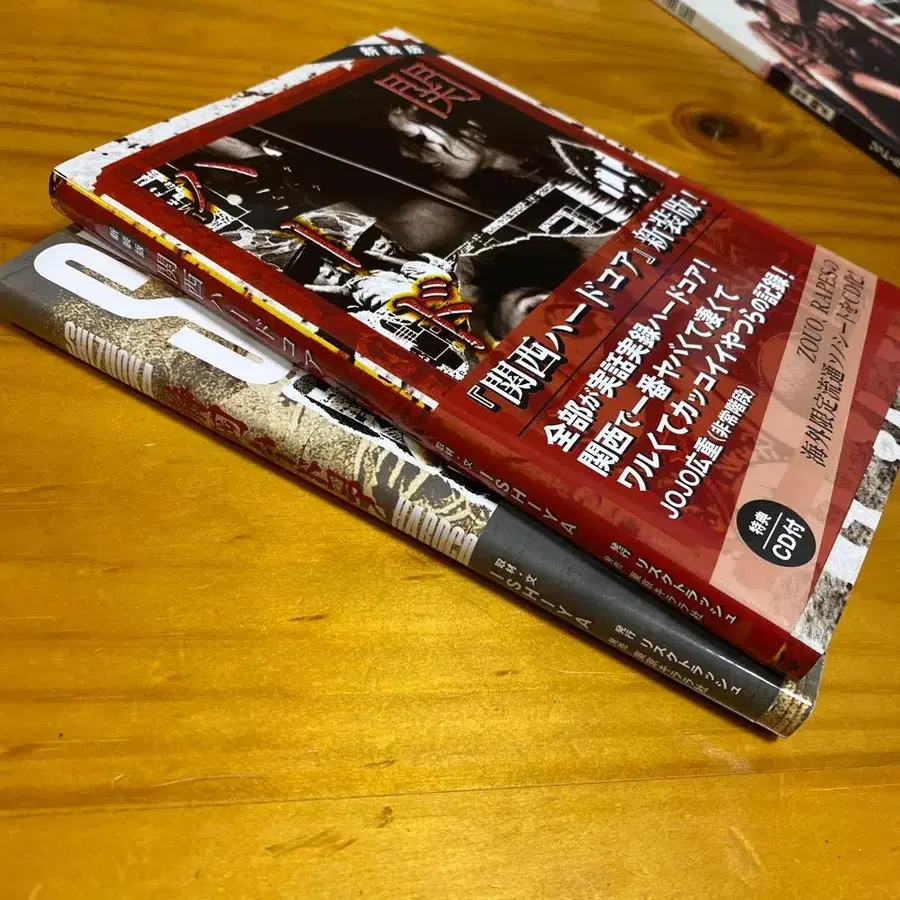 新装版
関
『関西ハードコア』新装版!
全部が実話実録ハードコア!
関西で一番ヤバくて凄くて
ワルくてカッコイイやつらの記録!
JOJO広重(非常階段)
ZOUO, RAPESの
海外限定流通ソノシートをCD化!
特典
CD付
新装版
関西ハードコア
取材・文 ISHIYA
発行 リスクトラッシュ
発売 東京キララ社
取材・文
ISHIYA
発行 リスクトラッシュ
発売 東京キララ社